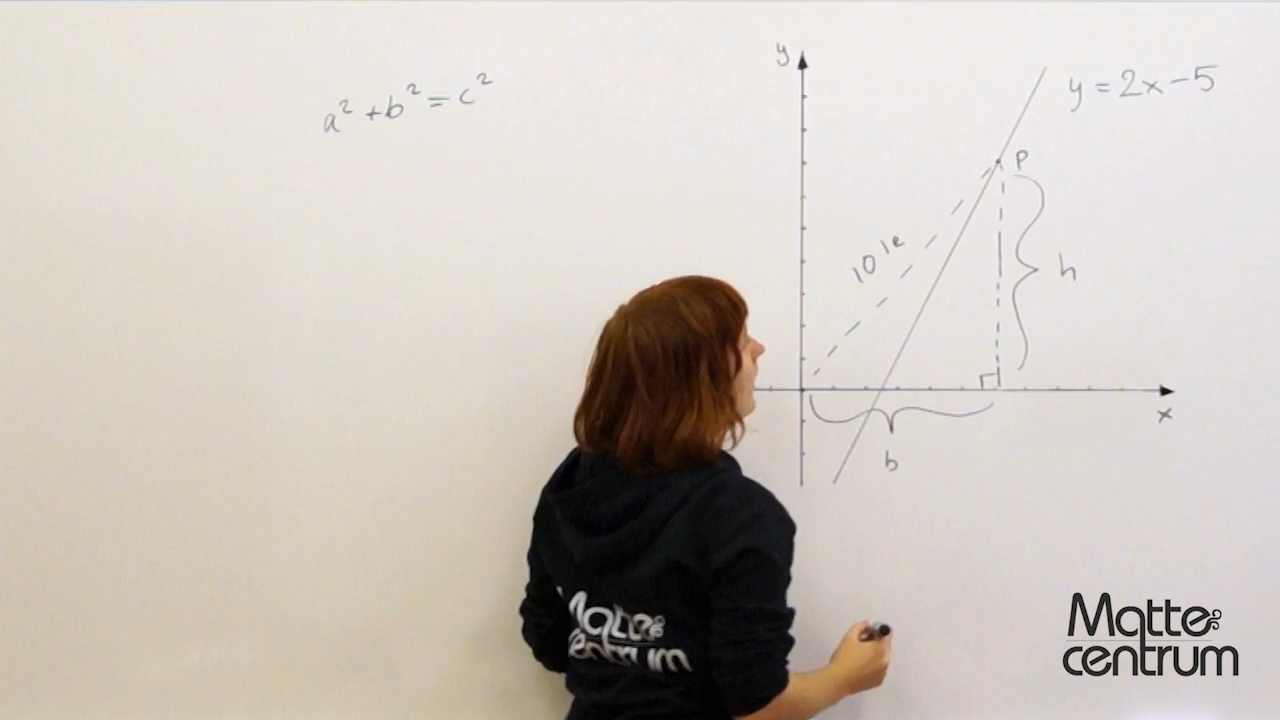 a² + b² = c²
y
y = 2x - 5
P
10 le
h
x
b
Matte
centrum
Matte
centrum